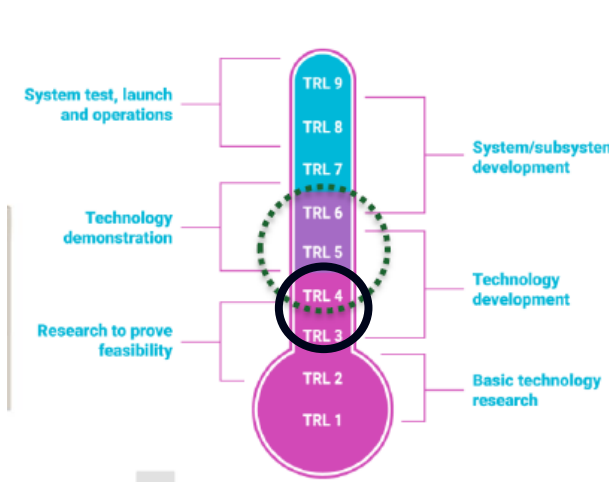 System test, launch
and operations
Technology
demonstration
Research to prove
feasibility
TRL 9
TRL 8
TRL 7
TRL 6
TRL 5
TRL 4
TRL 3
TRL 2
TRL 1
System/subsysten
development
Technology
development
Basic technology
research